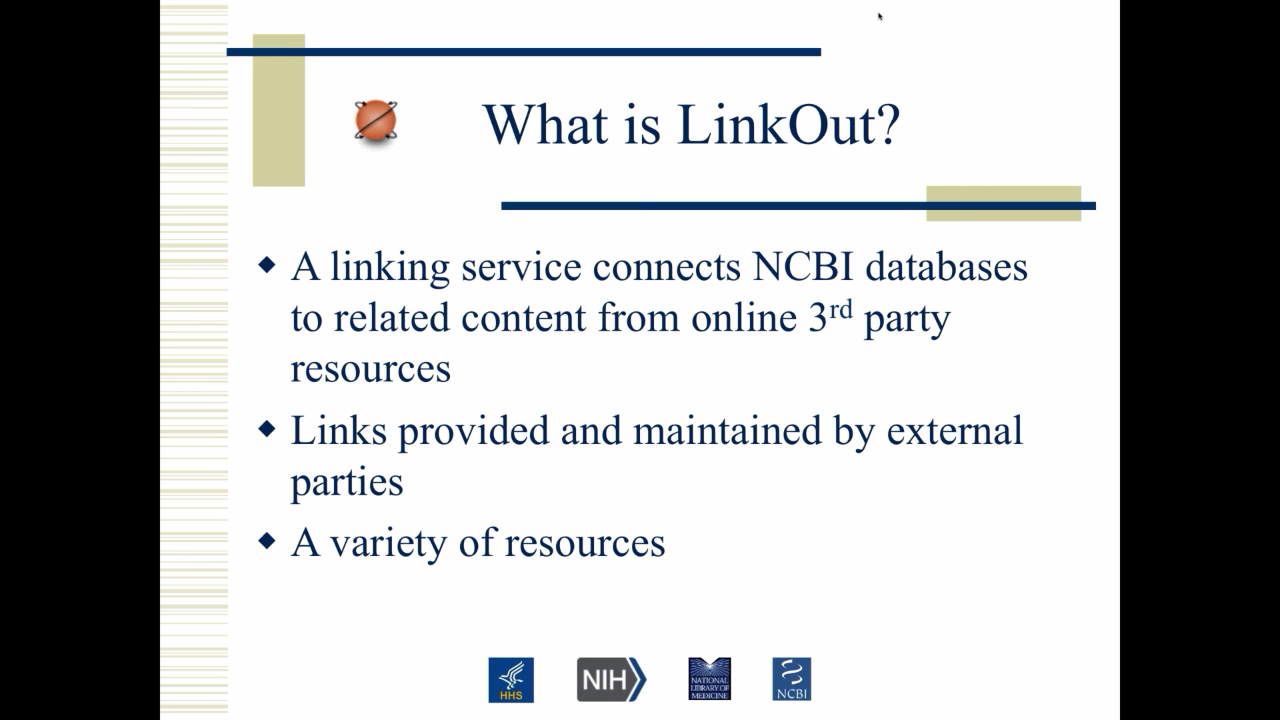 What is LinkOut?
◆ A linking service connects NCBI databases
to related content from online 3rd party
resources
◆ Links provided and maintained by external
parties
◆ A variety of resources
HHS
NIH
NATIONAL
LIBRARY OF
MEDICINE
NCBI